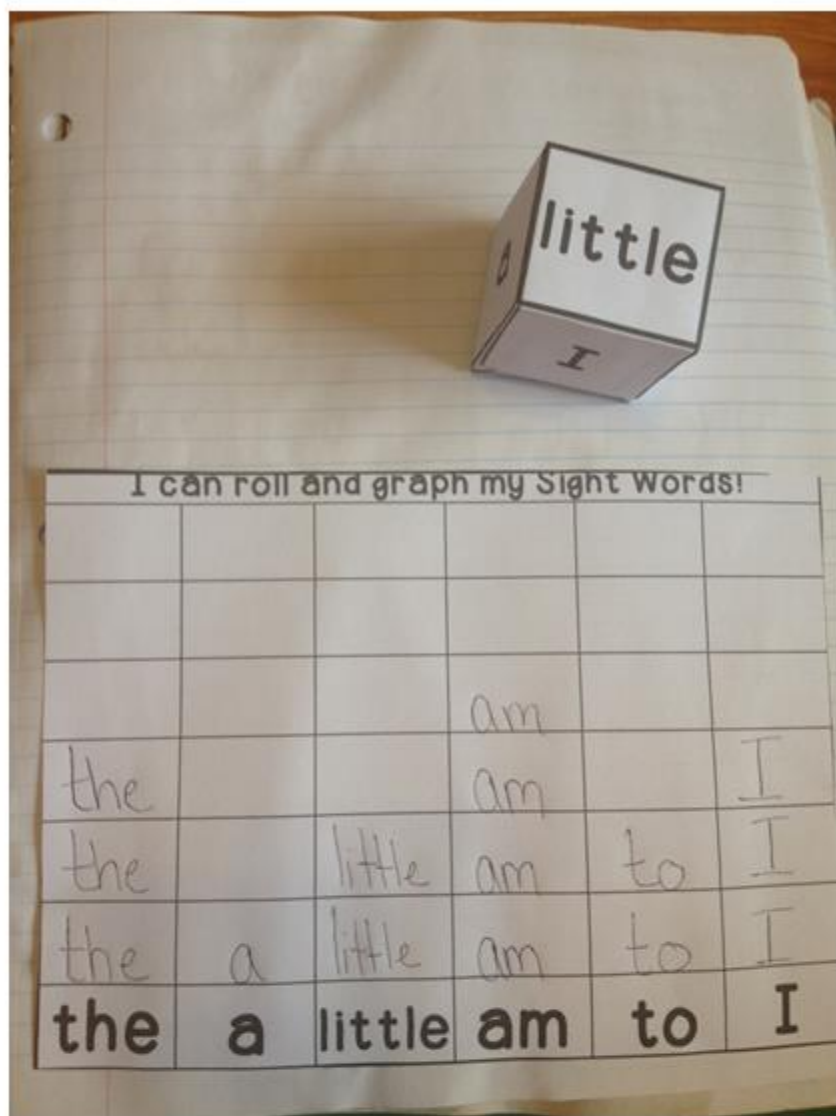 little
I
I can roll and graph my Sight Words!
am
the am I
the little am to I
the a little am to I
the a little am to I